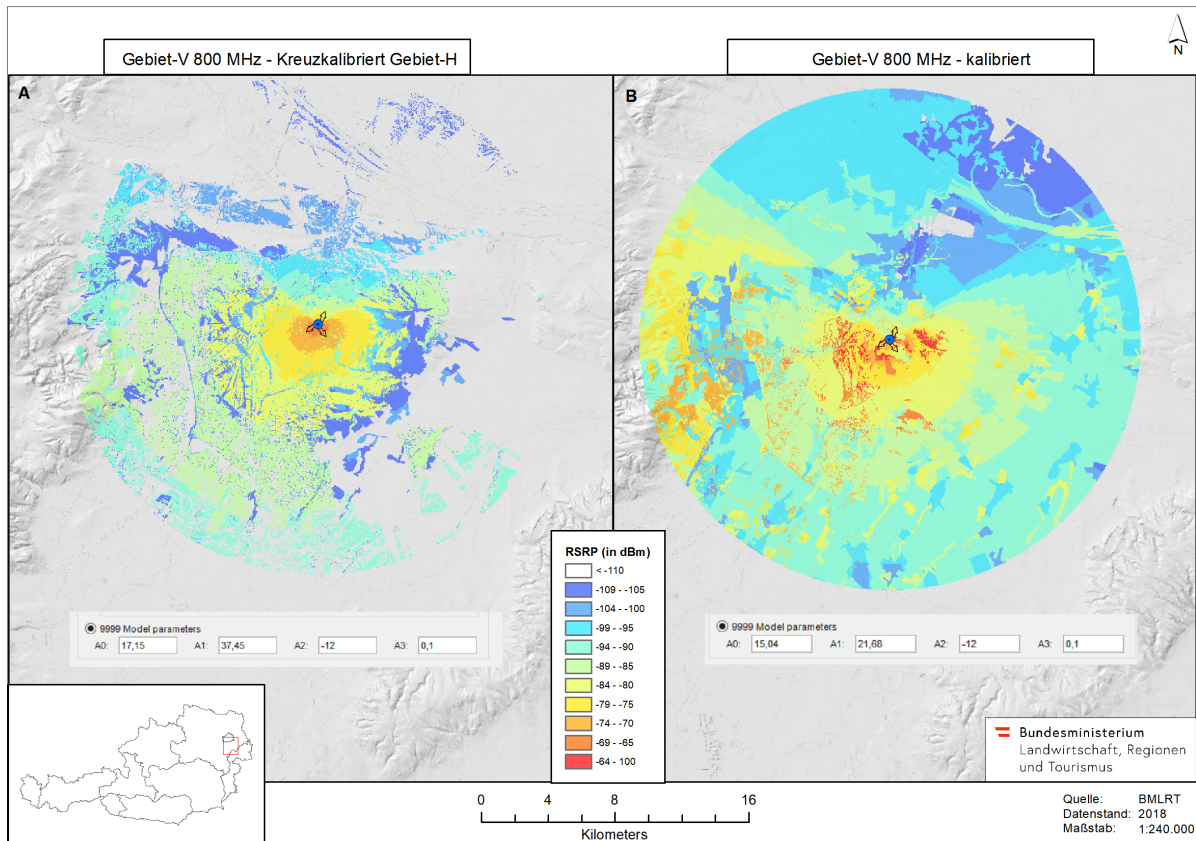 Gebiet-V 800 MHz - Kreuzkalibriert Gebiet-H
Gebiet-V 800 MHz - kalibriert
N
A
B
RSRP (in dBm)
< -110
-109 - -105
-104 - -100
-99 - -95
-94 - -90
-89 - -85
-84 - -80
-79 - -75
-74 - -70
-69 - -65
-64 - 100
9999 Model parameters
A0: 17,15 A1: 37,45 A2: -12 A3: 0,1
9999 Model parameters
A0: 15,04 A1: 21,68 A2: -12 A3: 0,1
Bundesministerium
Landwirtschaft, Regionen
und Tourismus
0 4 8 12 16
Kilometers
Quelle: BMLRT
Datenstand: 2018
Maßstab: 1:240.000